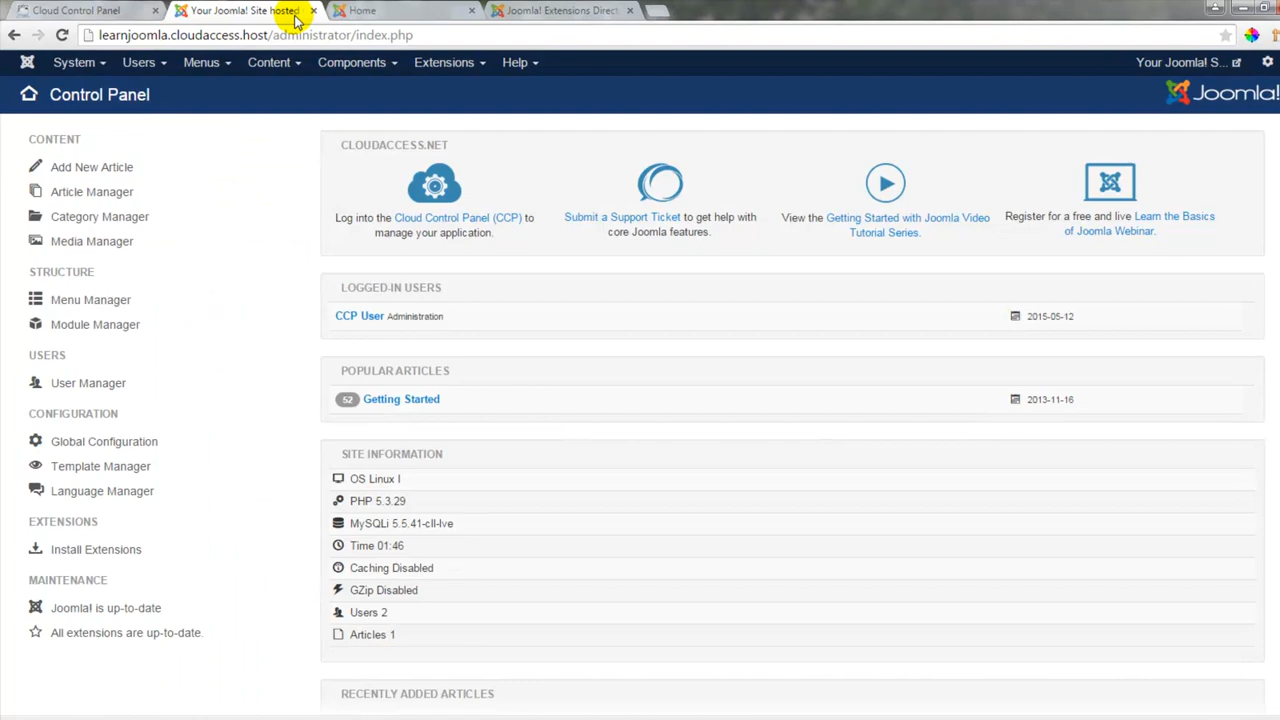 Cloud Control Panel
Your Joomla! Site hosted
Home
Joomla! Extensions Direct
learnjoomla.cloudaccess.host/administrator/index.php
System Users Menus Content Components Extensions Help
Your Joomla! S...
Control Panel
Joomla!
CONTENT
Add New Article
Article Manager
Category Manager
Media Manager
STRUCTURE
Menu Manager
Module Manager
USERS
User Manager
CONFIGURATION
Global Configuration
Template Manager
Language Manager
EXTENSIONS
Install Extensions
MAINTENANCE
Joomla! is up-to-date
All extensions are up-to-date.
CLOUDACCESS.NET
Log into the Cloud Control Panel (CCP) to
manage your application.
Submit a Support Ticket to get help with
core Joomla features.
View the Getting Started with Joomla Video
Tutorial Series.
Register for a free and live Learn the Basics
of Joomla Webinar.
LOGGED-IN USERS
CCP User Administration
2015-05-12
POPULAR ARTICLES
52 Getting Started
2013-11-16
SITE INFORMATION
OS Linux l
PHP 5.3.29
MySQLi 5.5.41-cll-lve
Time 01:46
Caching Disabled
GZip Disabled
Users 2
Articles 1
RECENTLY ADDED ARTICLES